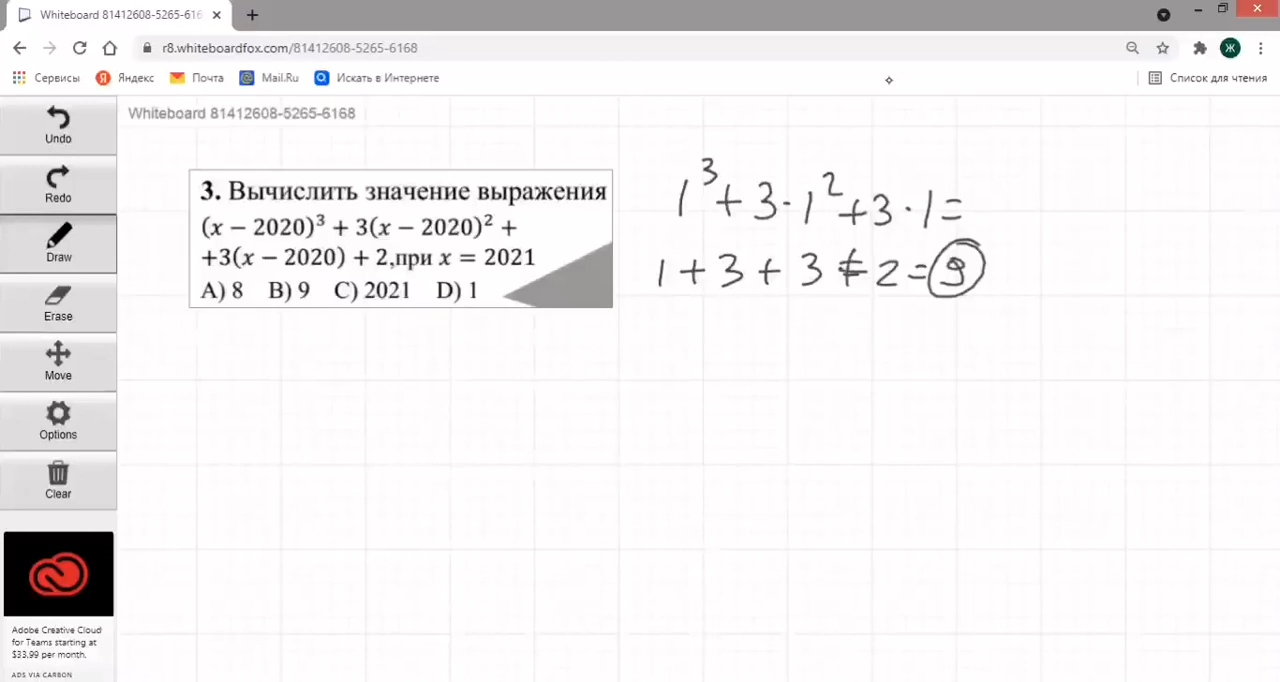 Whiteboard 81412608-5265-616
r8.whiteboardfox.com/81412608-5265-6168
Ж
Сервисы Яндекс Почта Mail.Ru Искать в Интернете Список для чтения
Whiteboard 81412608-5265-6168
Undo
Redo
Draw
Erase
Move
Options
Clear
3. Вычислить значение выражения
(x − 2020)³ + 3(x − 2020)² +
+3(x − 2020) + 2,при x = 2021
A) 8 B) 9 C) 2021 D) 1
1³ + 3 · 1² + 3 · 1 =
1 + 3 + 3 + 2 = 9
Adobe Creative Cloud
for Teams starting at
$33.99 per month.
ADS VIA CARBON